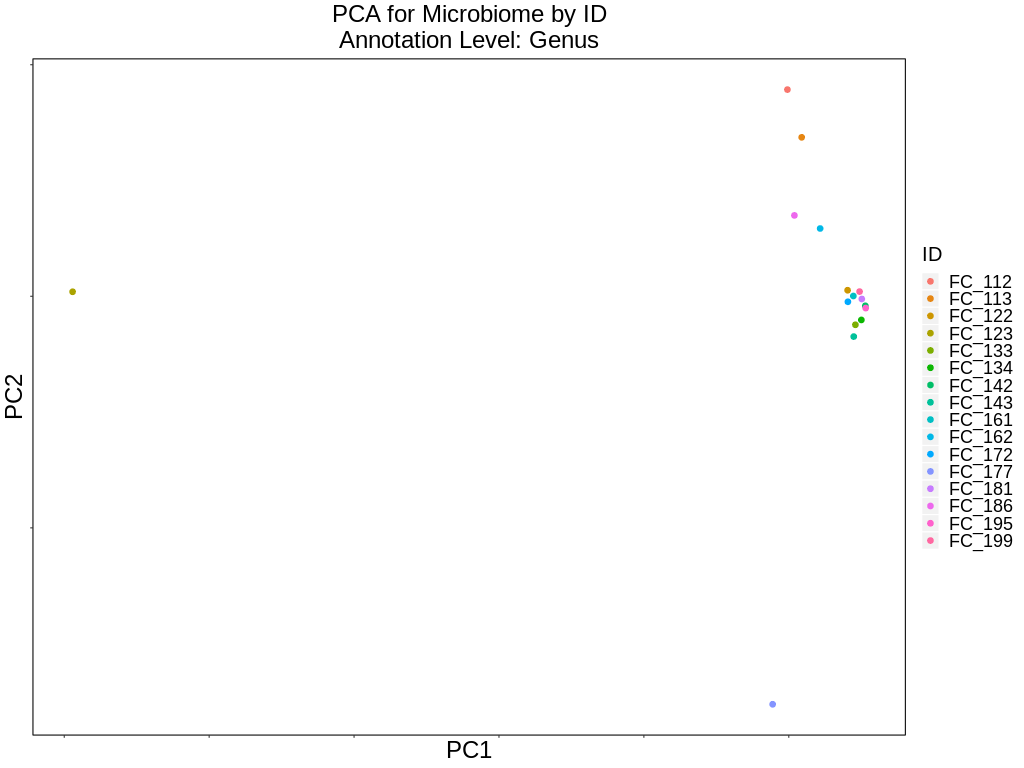 PCA for Microbiome by ID
Annotation Level: Genus
PC2
PC1
ID
FC_112
FC_113
FC_122
FC_123
FC_133
FC_134
FC_142
FC_143
FC_161
FC_162
FC_172
FC_177
FC_181
FC_186
FC_195
FC_199